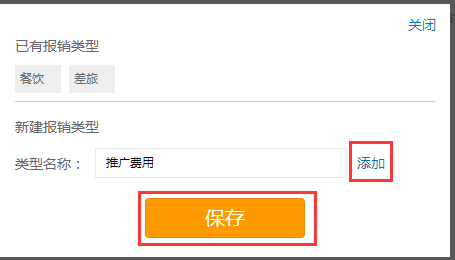 关闭
已有报销类型
餐饮 差旅
新建报销类型
类型名称： 推广费用 添加
保存